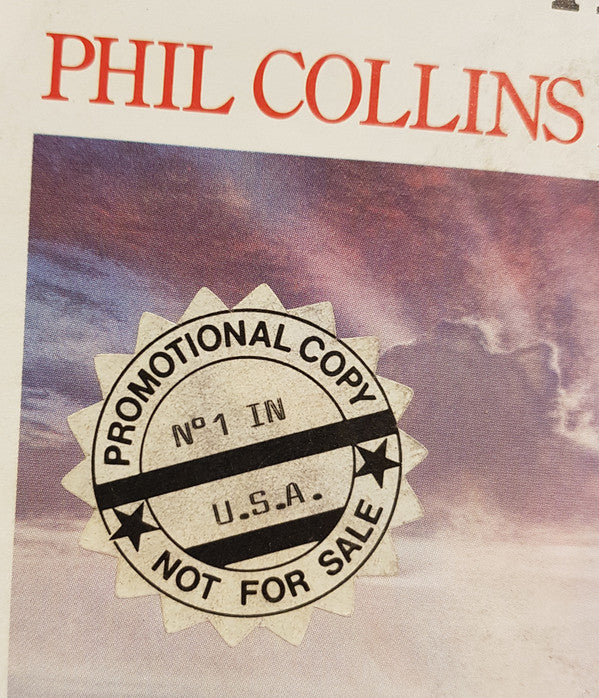 PHIL COLLINS
PROMOTIONAL COPY
Nº1 IN
U.S.A.
NOT FOR SALE